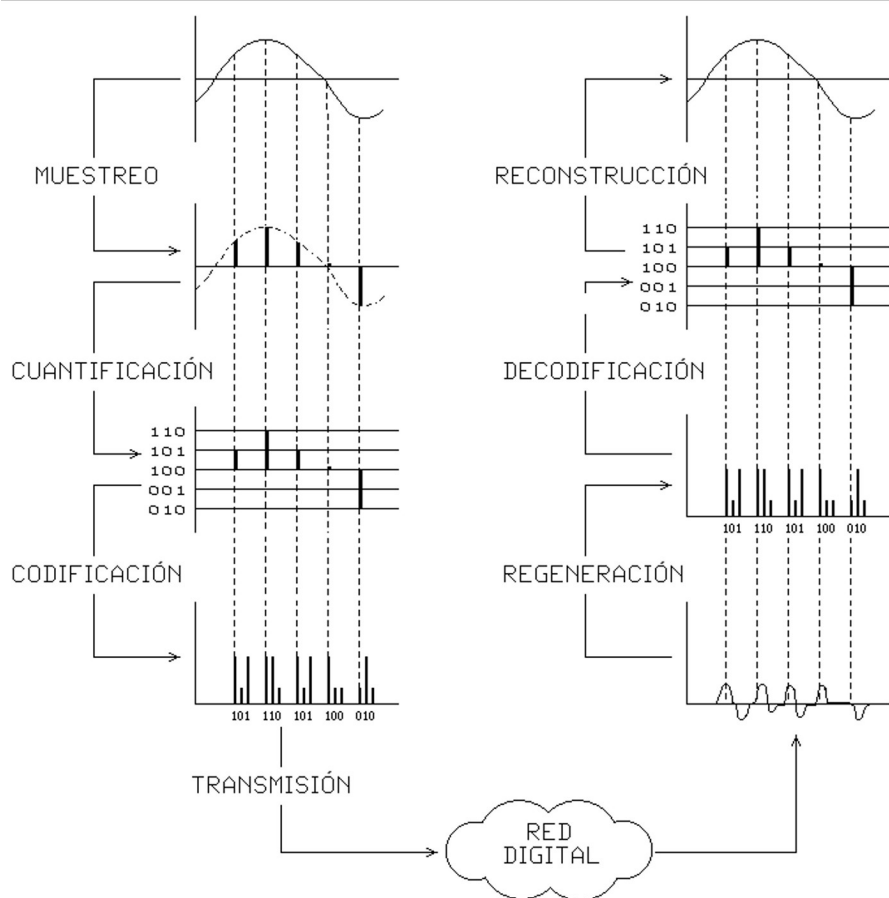 MUESTREO
CUANTIFICACIÓN
110
101
100
001
010
CODIFICACIÓN
101 110 101 100 010
TRANSMISIÓN
RED
DIGITAL
RECONSTRUCCIÓN
110
101
100
001
010
DECODIFICACIÓN
101 110 101 100 010
REGENERACIÓN